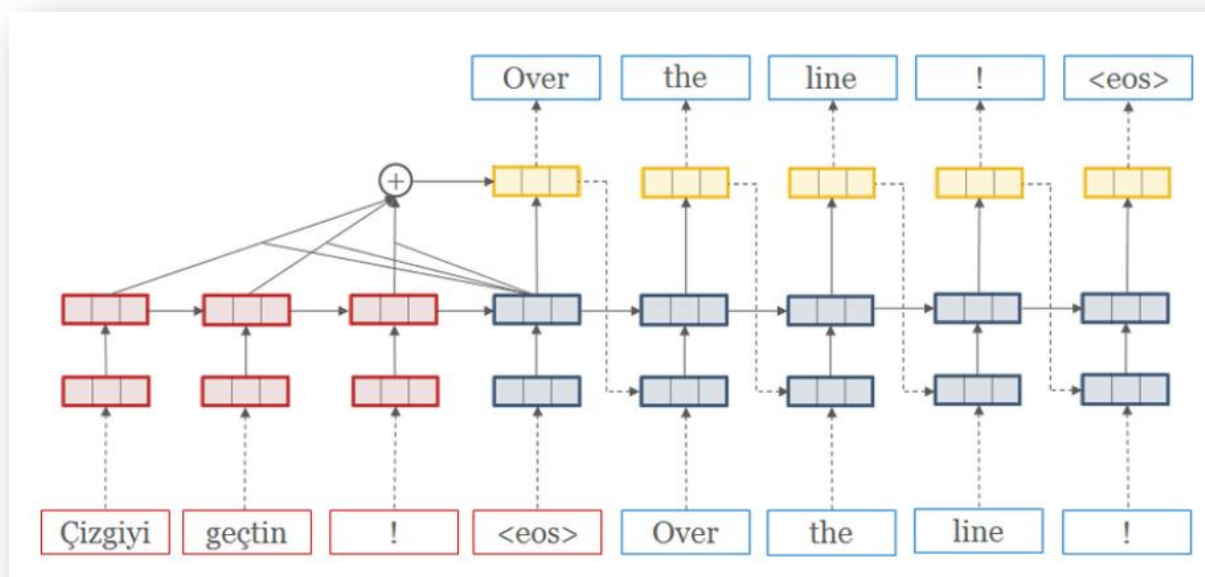 Over the line ! <eos>
+
Çizgiyi geçtin ! <eos> Over the line !